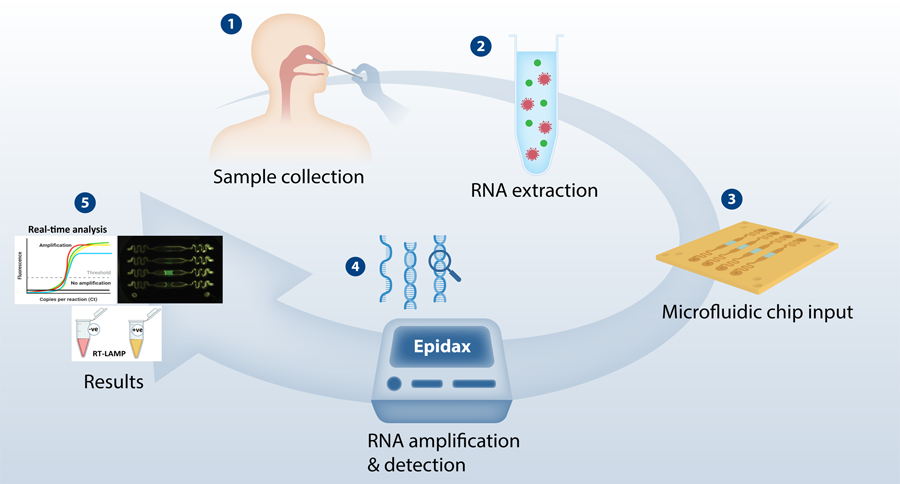 1
Sample collection
2
RNA extraction
3
Microfluidic chip input
4
Epidax
RNA amplification
& detection
5
Real-time analysis
Amplification
Fluorescence
Threshold
No amplification
Copies per reaction (Ct)
-ve
+ve
RT-LAMP
Results